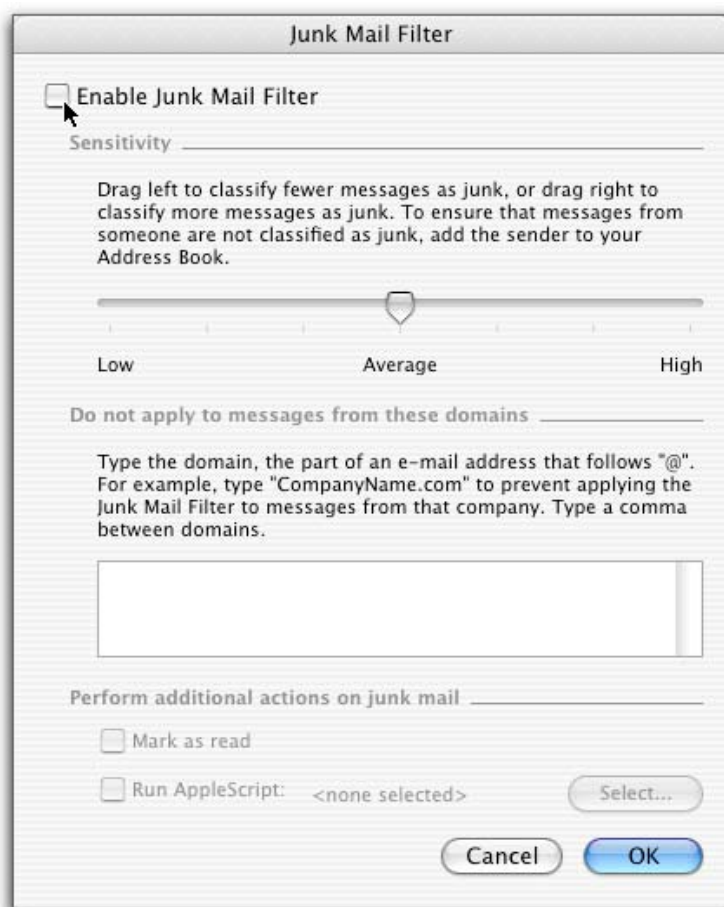 Junk Mail Filter
Enable Junk Mail Filter
Sensitivity
Drag left to classify fewer messages as junk, or drag right to
classify more messages as junk. To ensure that messages from
someone are not classified as junk, add the sender to your
Address Book.
Low Average High
Do not apply to messages from these domains
Type the domain, the part of an e-mail address that follows "@".
For example, type "CompanyName.com" to prevent applying the
Junk Mail Filter to messages from that company. Type a comma
between domains.
Perform additional actions on junk mail
Mark as read
Run AppleScript: <none selected> Select...
Cancel OK